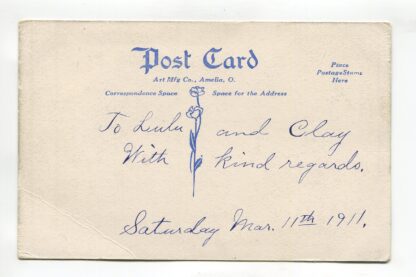 Post Card
Art Mfg Co., Amelia, O.
Place
Postage Stamp
Here
Correspondence Space
Space for the Address
To Lulu and Clay
With kind regards.
Saturday Mar. 11th 1911.